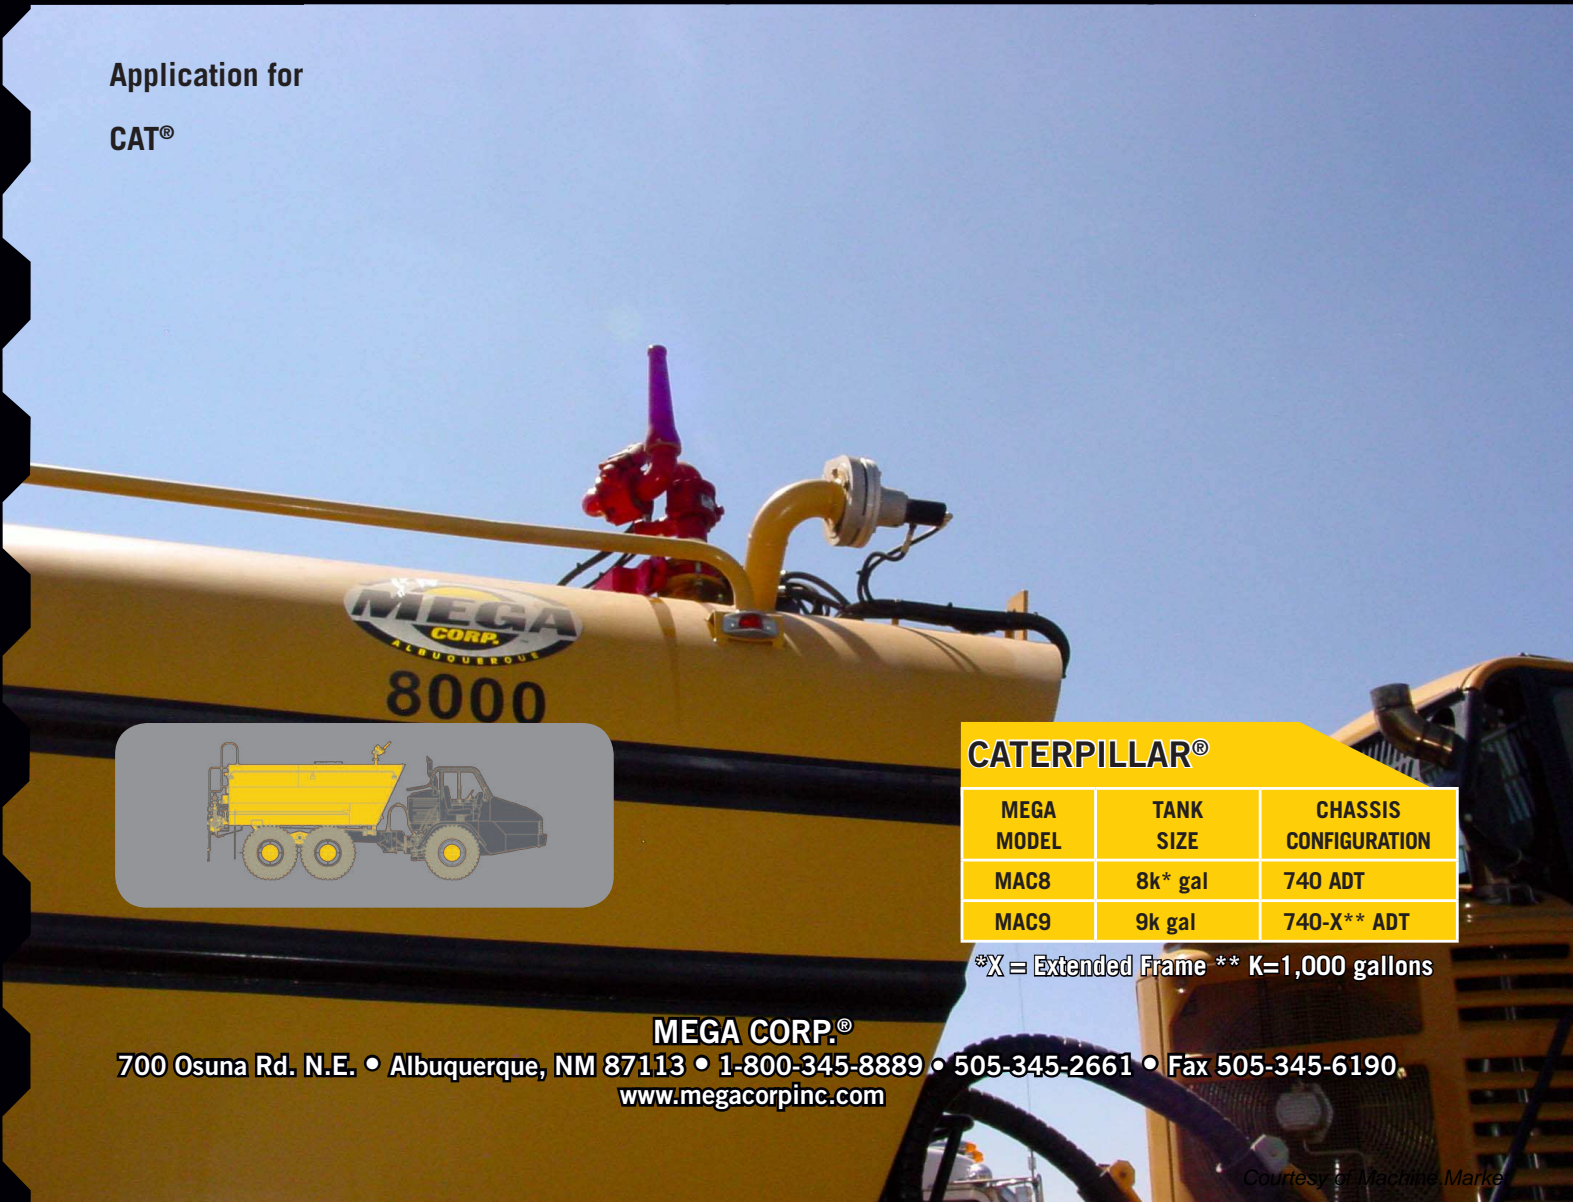 Application for
CAT®
MEGA
CORP.
ALBUQUERQUE
8000
CATERPILLAR®
MEGA MODEL TANK SIZE CHASSIS CONFIGURATION
MAC8 8k* gal 740 ADT
MAC9 9k gal 740-X** ADT
*X = Extended Frame ** K=1,000 gallons
MEGA CORP.®
700 Osuna Rd. N.E. • Albuquerque, NM 87113 • 1-800-345-8889 • 505-345-2661 • Fax 505-345-6190
www.megacorpinc.com
Courtesy of Machine.Market